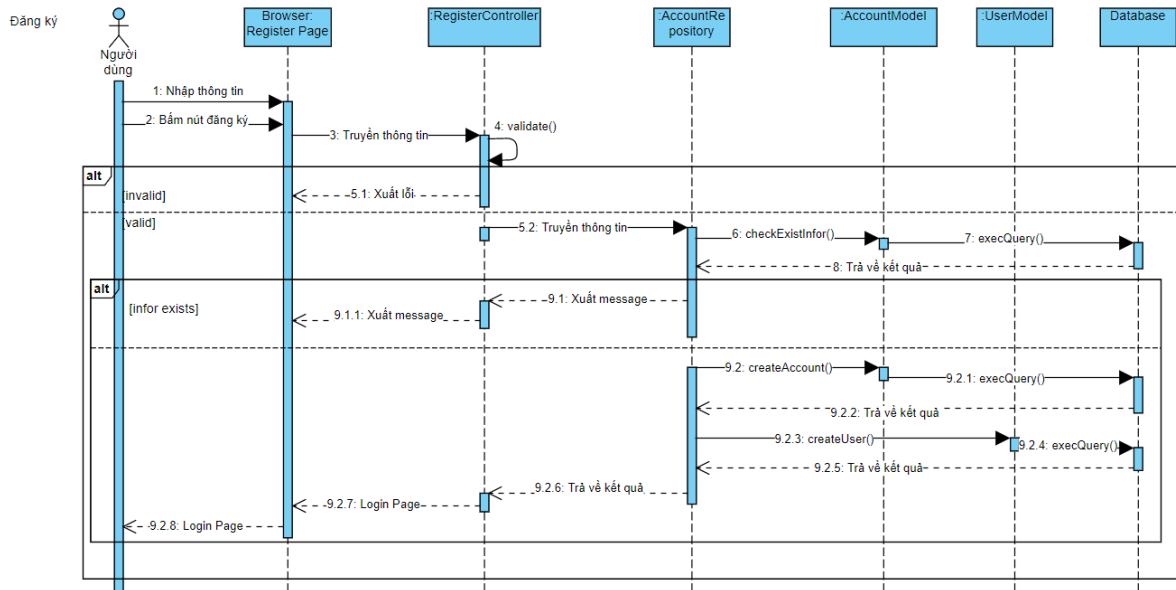 Đăng ký
Người
dùng
Browser:
Register Page
:RegisterController
:AccountRe
pository
:AccountModel
:UserModel
Database
1: Nhập thông tin
2: Bấm nút đăng ký
3: Truyền thông tin
4: validate()
alt
[invalid]
5.1: Xuất lỗi
[valid]
5.2: Truyền thông tin
6: checkExistInfor()
7: execQuery()
8: Trả về kết quả
alt
[infor exists]
9.1: Xuất message
9.1.1: Xuất message
9.2: createAccount()
9.2.1: execQuery()
9.2.2: Trả về kết quả
9.2.3: createUser()
9.2.4: execQuery()
9.2.5: Trả về kết quả
9.2.6: Trả về kết quả
9.2.7: Login Page
9.2.8: Login Page